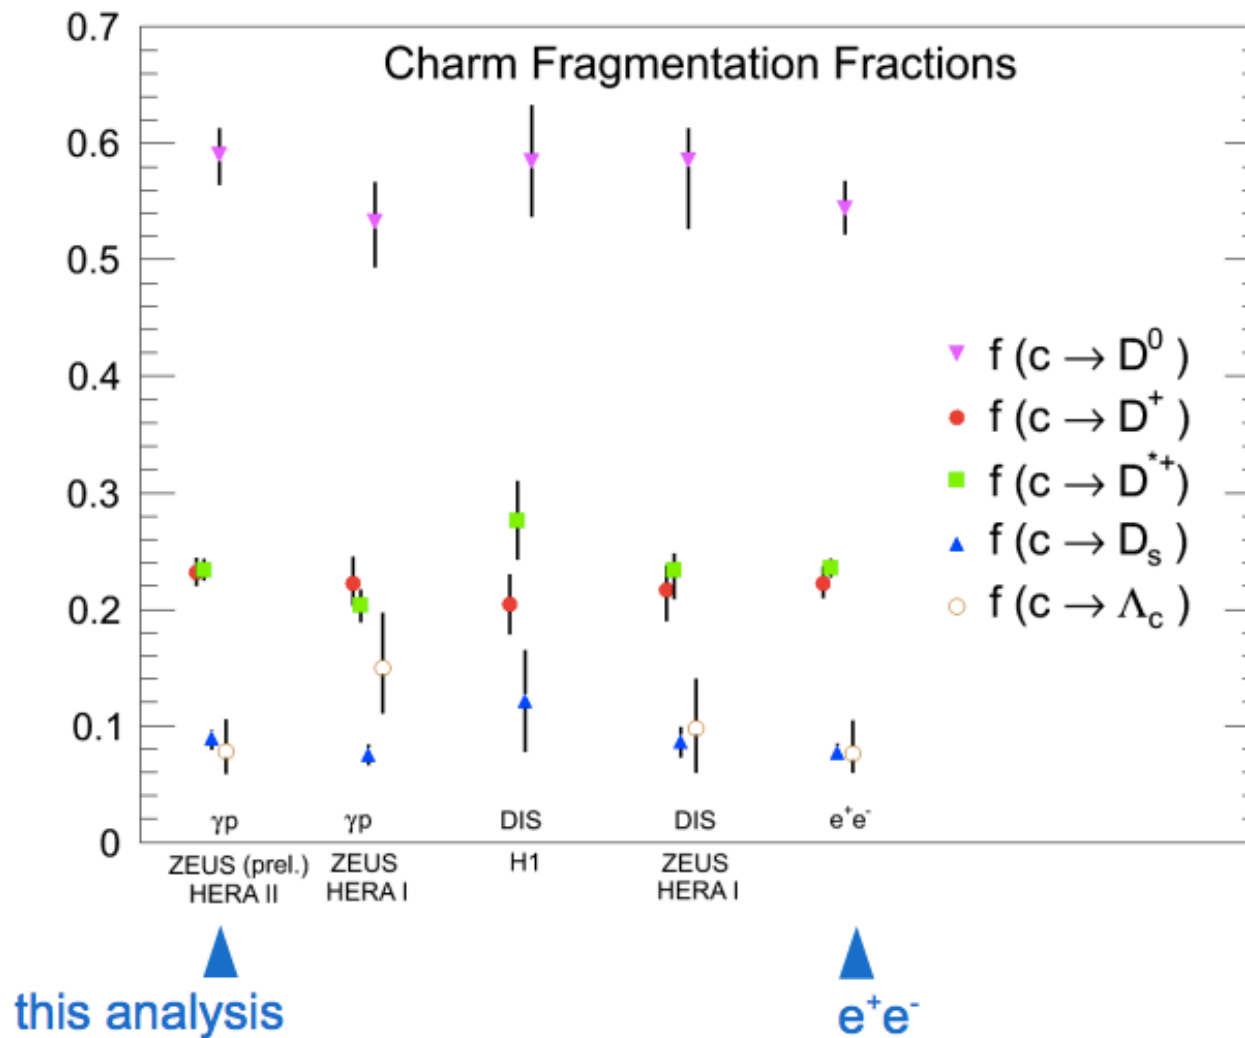 Charm Fragmentation Fractions
0.7
0.6
0.5
0.4
0.3
0.2
0.1
0
f (c → D⁰ )
f (c → D⁺ )
f (c → D*⁺)
f (c → Dₛ )
f (c → Λc )
γp
γp
DIS
DIS
e⁺e⁻
ZEUS (prel.)
HERA II
ZEUS
HERA I
H1
ZEUS
HERA I
this analysis
e⁺e⁻